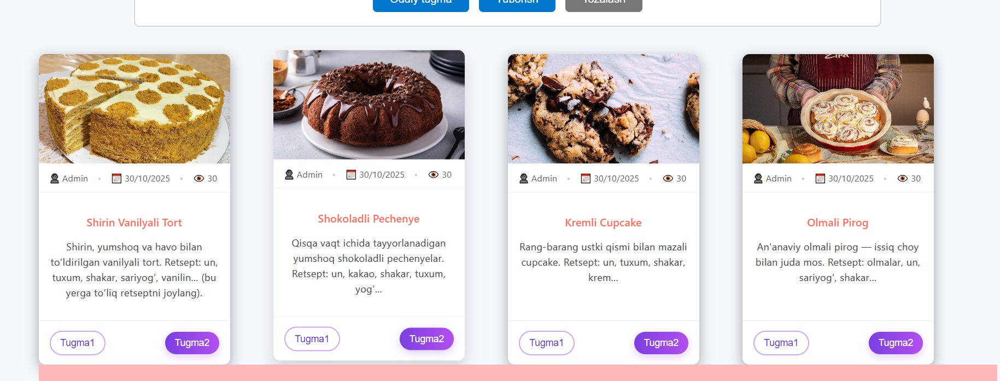 Oddiy tugma
Yuborish
Tozalash
Zira
Admin • 30/10/2025 • 30
Shirin Vanilyali Tort
Shirin, yumshoq va havo bilan
to‘ldirilgan vanilyali tort. Retsept: un,
tuxum, shakar, sariyog‘, vanilin... (bu
yerga to‘liq retseptni joylang).
Tugma1
Tugma2
Admin • 30/10/2025 • 30
Shokoladli Pechenye
Qisqa vaqt ichida tayyorlanadigan
yumshoq shokoladli pechenyelar.
Retsept: un, kakao, shakar, tuxum,
yog‘...
Tugma1
Tugma2
Admin • 30/10/2025 • 30
Kremli Cupcake
Rang-barang ustki qismi bilan mazali
cupcake. Retsept: un, tuxum, shakar,
krem...
Tugma1
Tugma2
Admin • 30/10/2025 • 30
Olmali Pirog
An'anaviy olmali pirog — issiq choy
bilan juda mos. Retsept: olmalar, un,
sariyog‘, shakar...
Tugma1
Tugma2